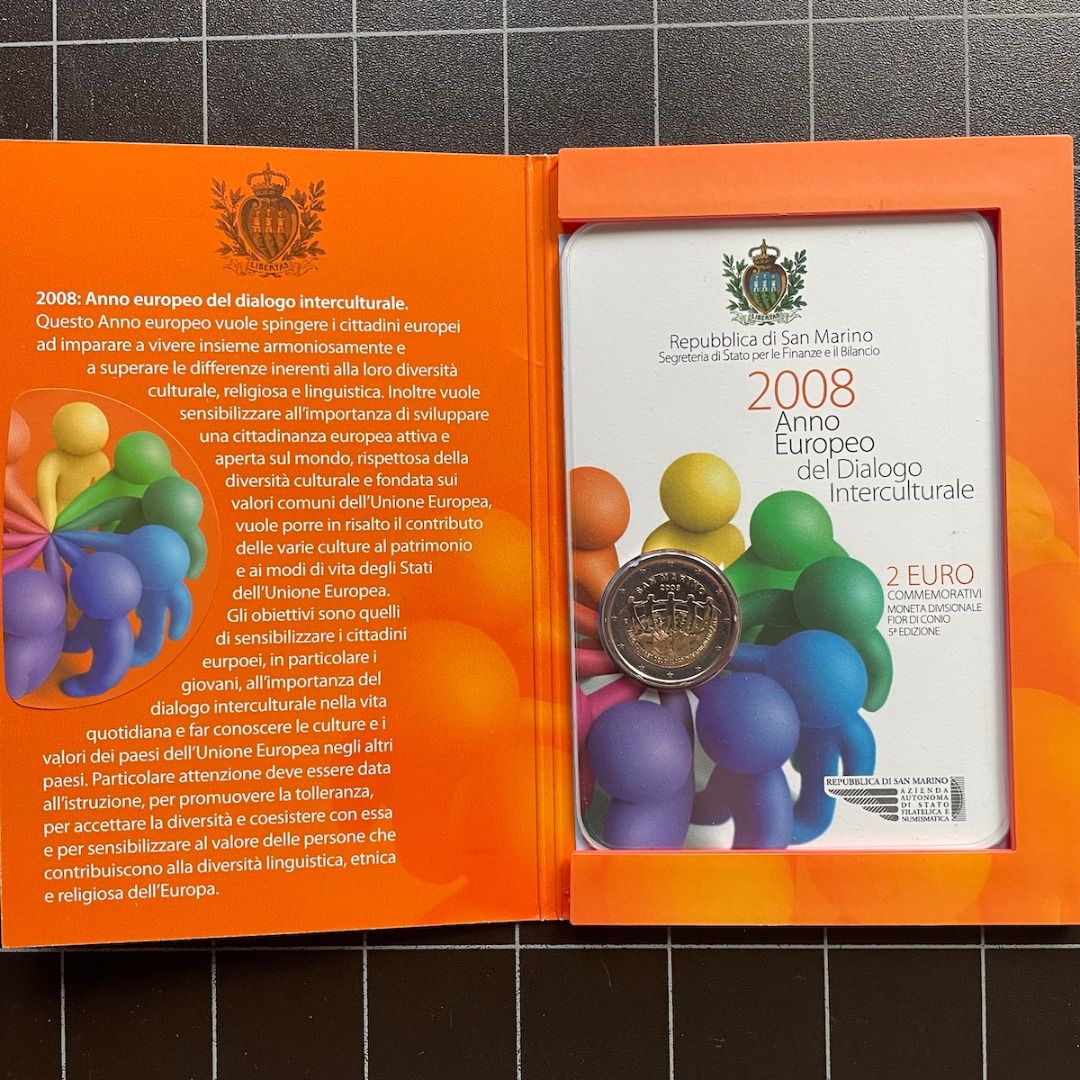 LIBERTAS
2008: Anno europeo del dialogo interculturale.
Questo Anno europeo vuole spingere i cittadini europei
ad imparare a vivere insieme armoniosamente e
a superare le differenze inerenti alla loro diversità
culturale, religiosa e linguistica. Inoltre vuole
sensibilizzare all'importanza di sviluppare
una cittadinanza europea attiva e
aperta sul mondo, rispettosa della
diversità culturale e fondata sui
valori comuni dell'Unione Europea,
vuole porre in risalto il contributo
delle varie culture al patrimonio
e ai modi di vita degli Stati
dell'Unione Europea.
Gli obiettivi sono quelli
di sensibilizzare i cittadini
eurpoei, in particolare i
giovani, all'importanza del
dialogo interculturale nella vita
quotidiana e far conoscere le culture e i
valori dei paesi dell'Unione Europea negli altri
paesi. Particolare attenzione deve essere data
all'istruzione, per promuovere la tolleranza,
per accettare la diversità e coesistere con essa
e per sensibilizzare al valore delle persone che
contribuiscono alla diversità linguistica, etnica
e religiosa dell'Europa.
LIBERTAS
Repubblica di San Marino
Segreteria di Stato per le Finanze e il Bilancio
2008
Anno
Europeo
del Dialogo
Interculturale
SAN MARINO
2008
2 EURO
COMMEMORATIVI
MONETA DIVISIONALE
FIOR DI CONIO
5ª EDIZIONE
REPUBBLICA DI SAN MARINO
AZIENDA
AUTONOMA
DI STATO
FILATELICA E
NUMISMATICA